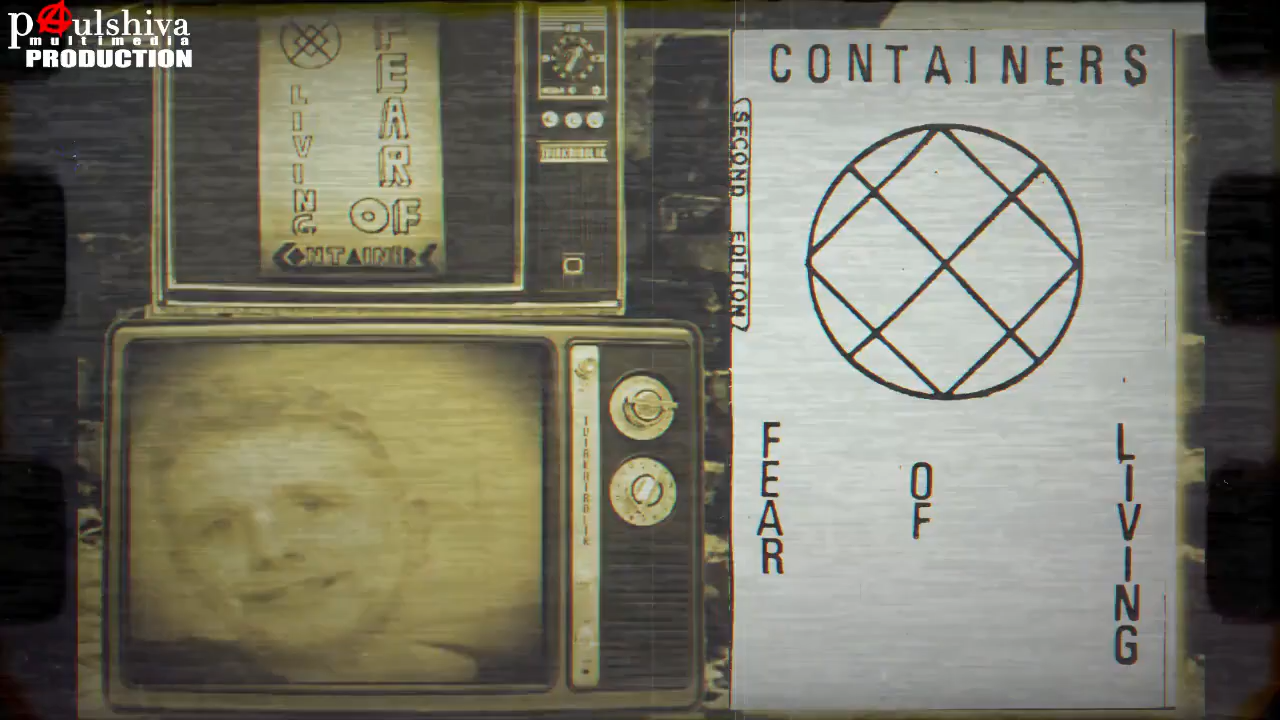 pAulshiva
multimedia
PRODUCTION
FEAR
OF
LIVING
CONTAINERS
CONTAINERS
SECOND EDITION
FEAR
OF
LIVING